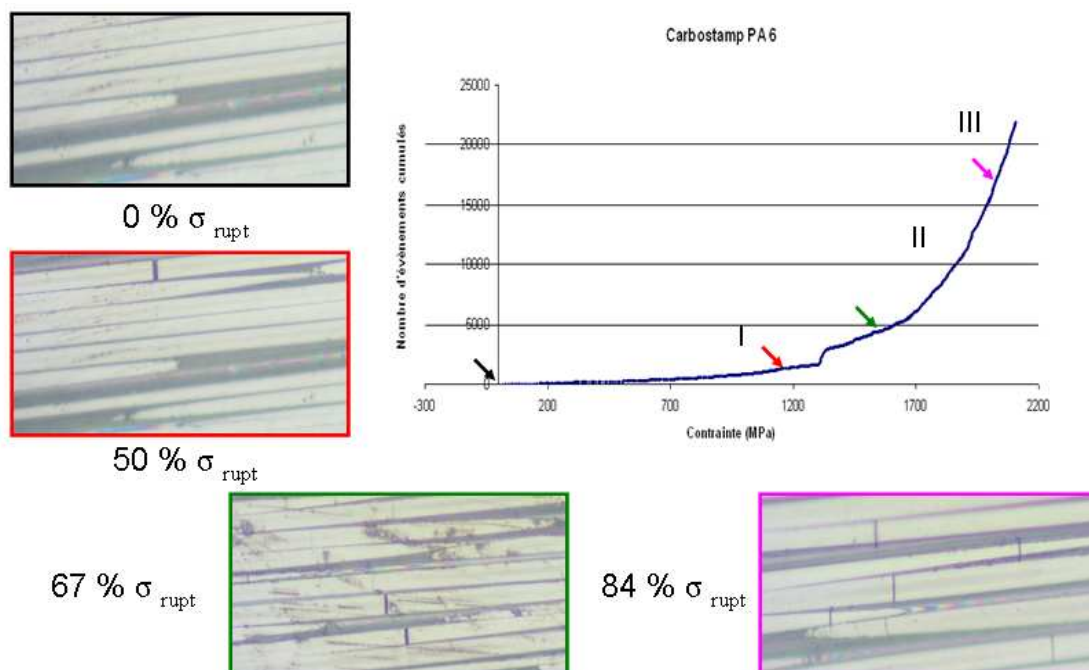 Carbostamp PA 6
Nombre d'évènements cumulés
25000
20000
15000
10000
5000
0
-300 200 700 1200 1700 2200
Contrainte (MPa)
I
II
III
0 % σ rupt
50 % σ rupt
67 % σ rupt
84 % σ rupt